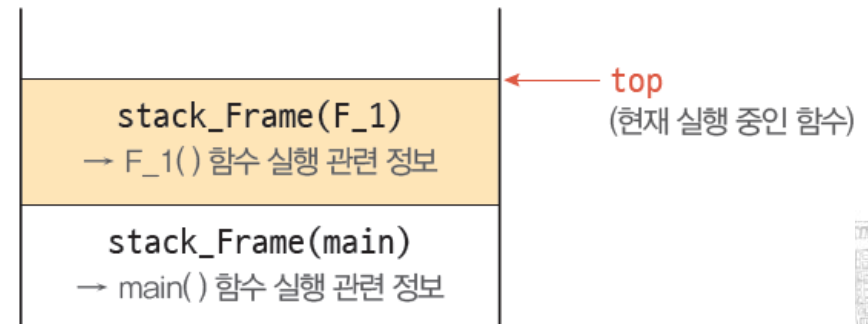 top
stack_Frame(F_1)
(현재 실행 중인 함수)
→ F_1( ) 함수 실행 관련 정보
stack_Frame(main)
→ main( ) 함수 실행 관련 정보